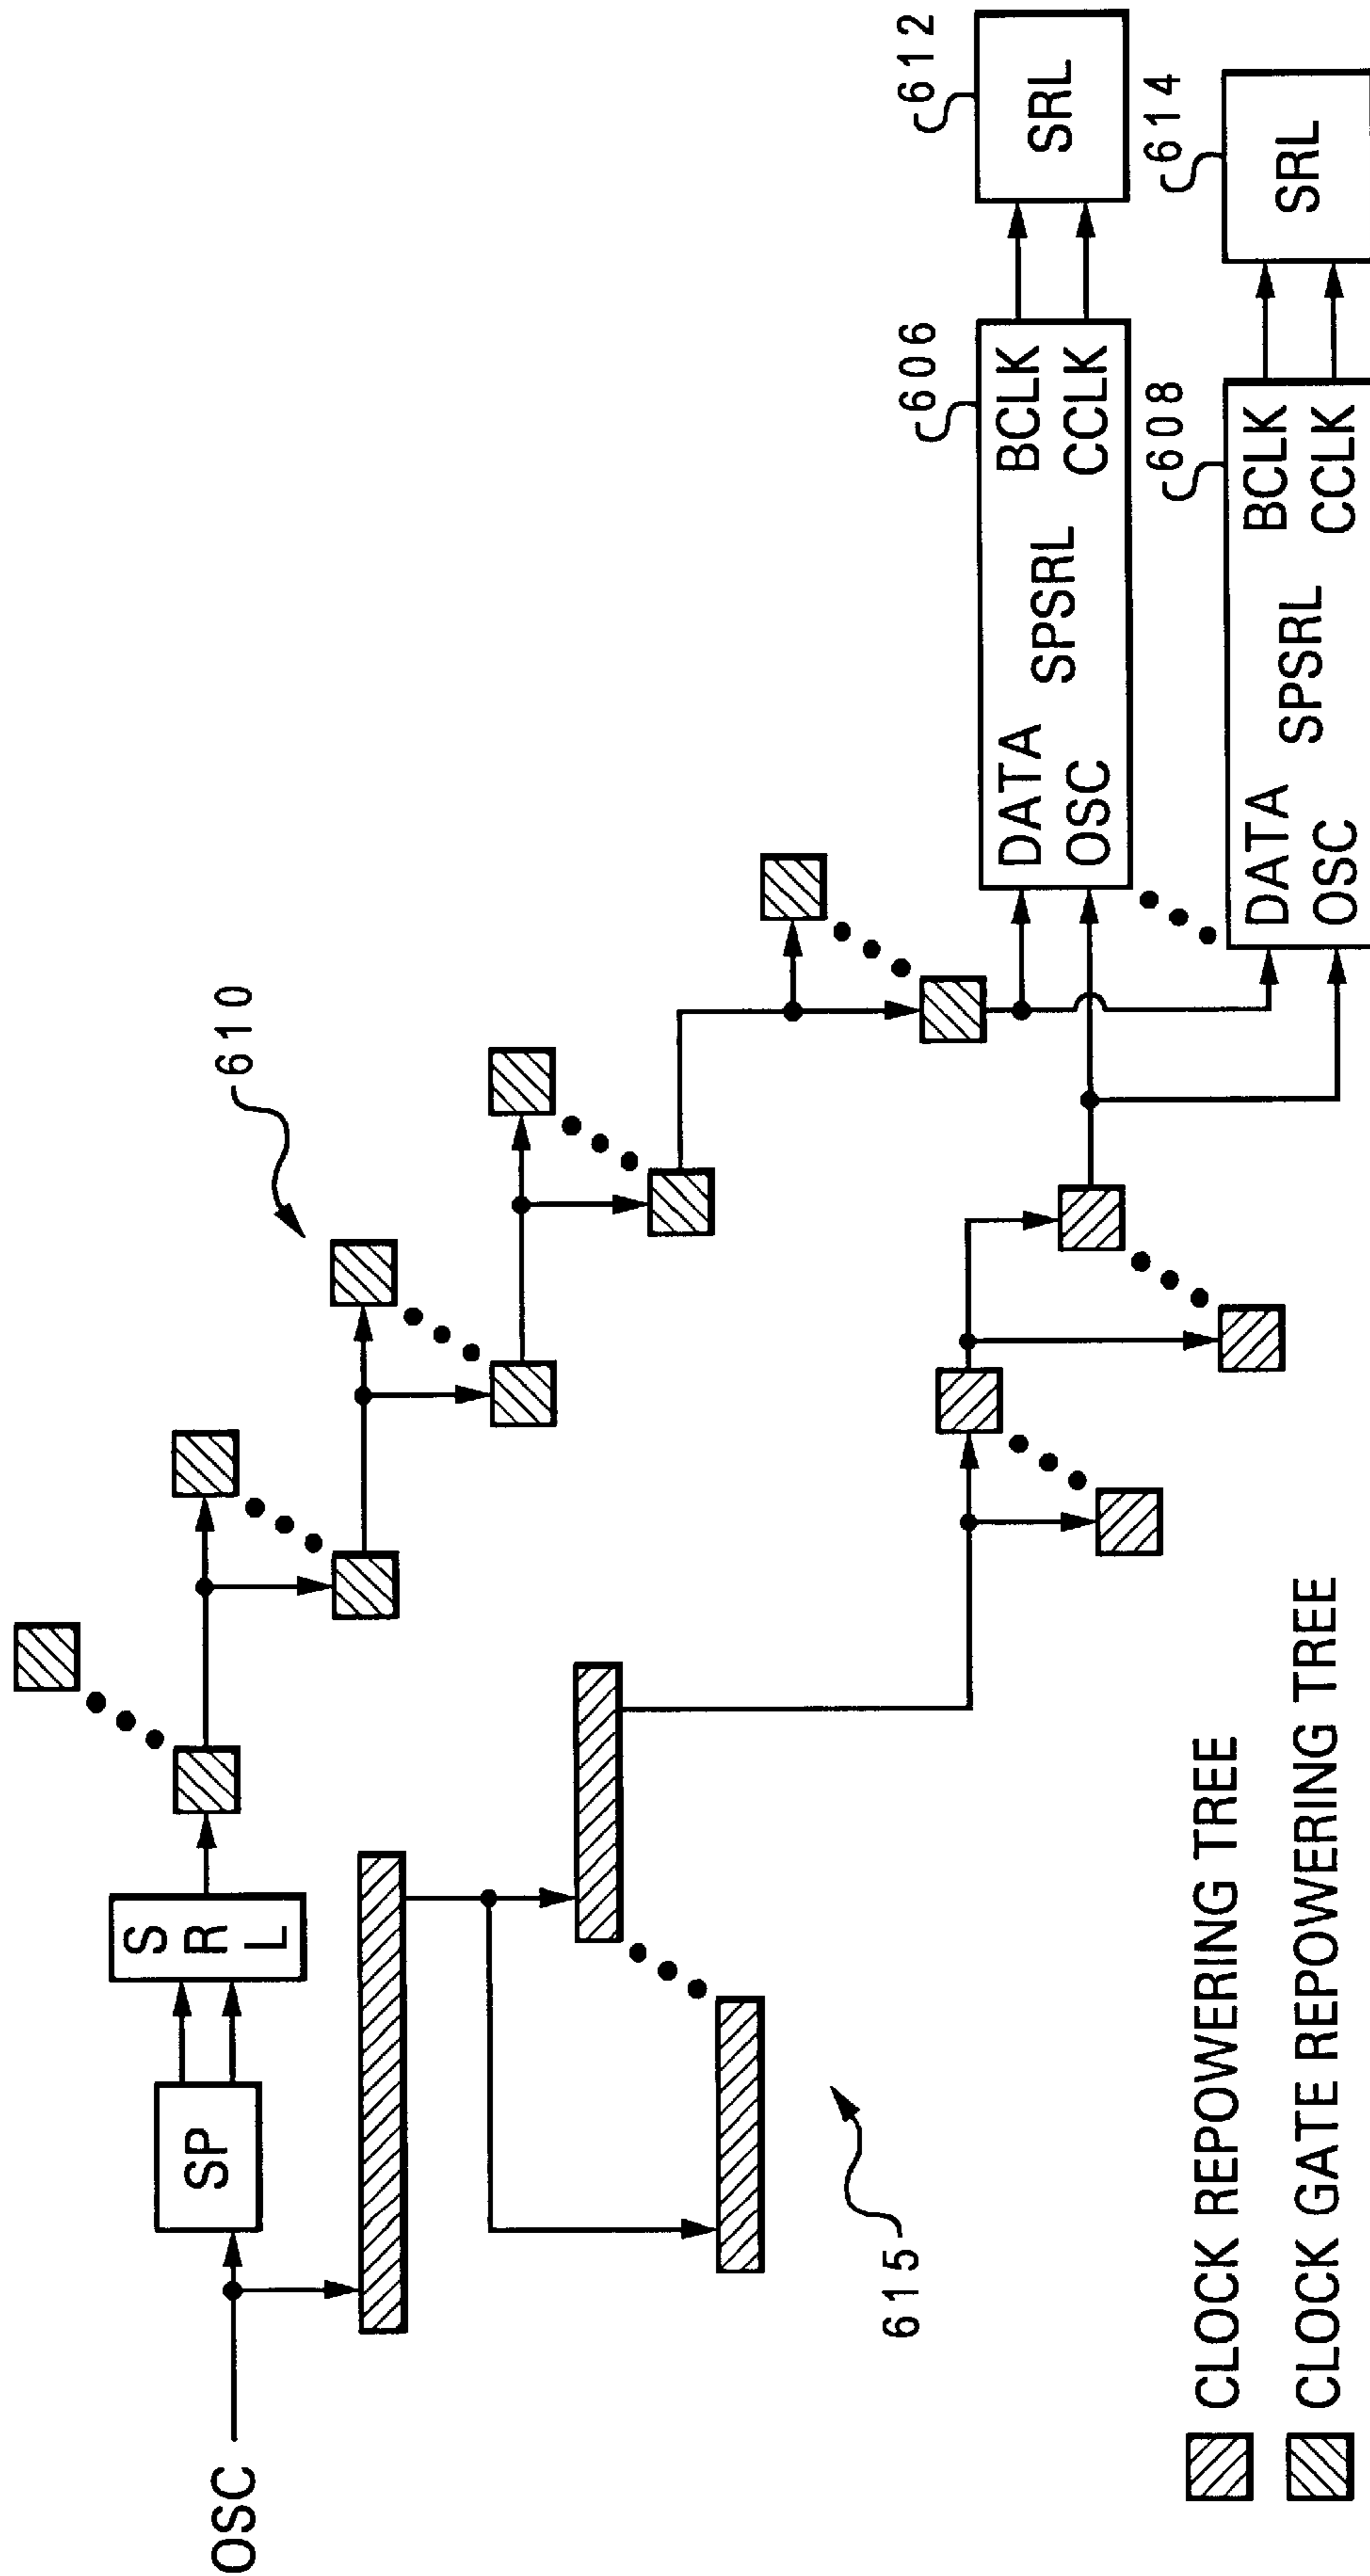 OSC
SP
S
R
L
610
615
DATA
OSC
SPSRL
BCLK
CCLK
606
SRL
612
DATA
OSC
SPSRL
BCLK
CCLK
608
SRL
614
CLOCK REPOWERING TREE
CLOCK GATE REPOWERING TREE